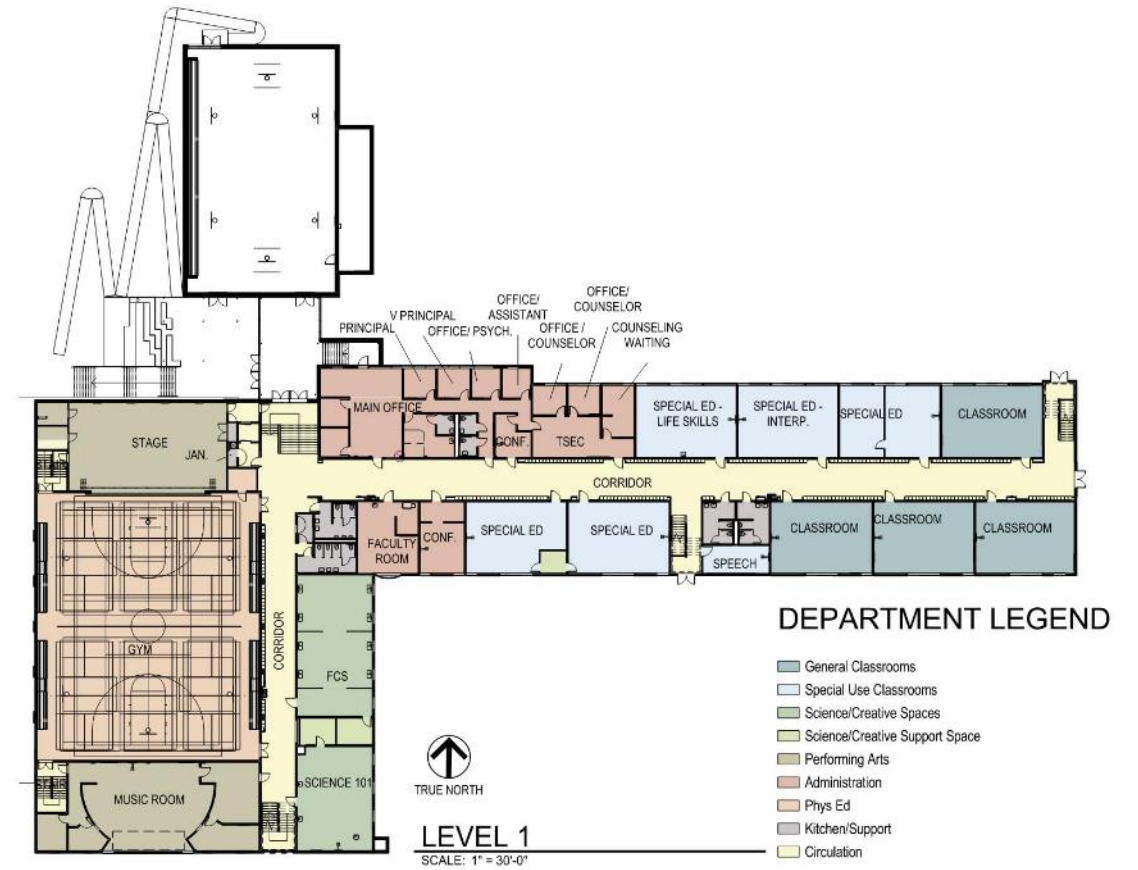 OFFICE/
COUNSELOR
OFFICE/
ASSISTANT
V PRINCIPAL
PRINCIPAL
OFFICE/ PSYCH.
OFFICE /
COUNSELOR
COUNSELING
WAITING
MAIN OFFICE
CONF.
TSEC
SPECIAL ED -
LIFE SKILLS
SPECIAL ED -
INTERP.
SPECIAL ED
CLASSROOM
STAGE
JAN.
CORRIDOR
FACULTY
ROOM
CONF.
SPECIAL ED
SPECIAL ED
SPEECH
CLASSROOM
CLASSROOM
CLASSROOM
GYM
CORRIDOR
FCS
SCIENCE 101
MUSIC ROOM
TRUE NORTH
LEVEL 1
SCALE: 1" = 30'-0"
DEPARTMENT LEGEND
General Classrooms
Special Use Classrooms
Science/Creative Spaces
Science/Creative Support Space
Performing Arts
Administration
Phys Ed
Kitchen/Support
Circulation